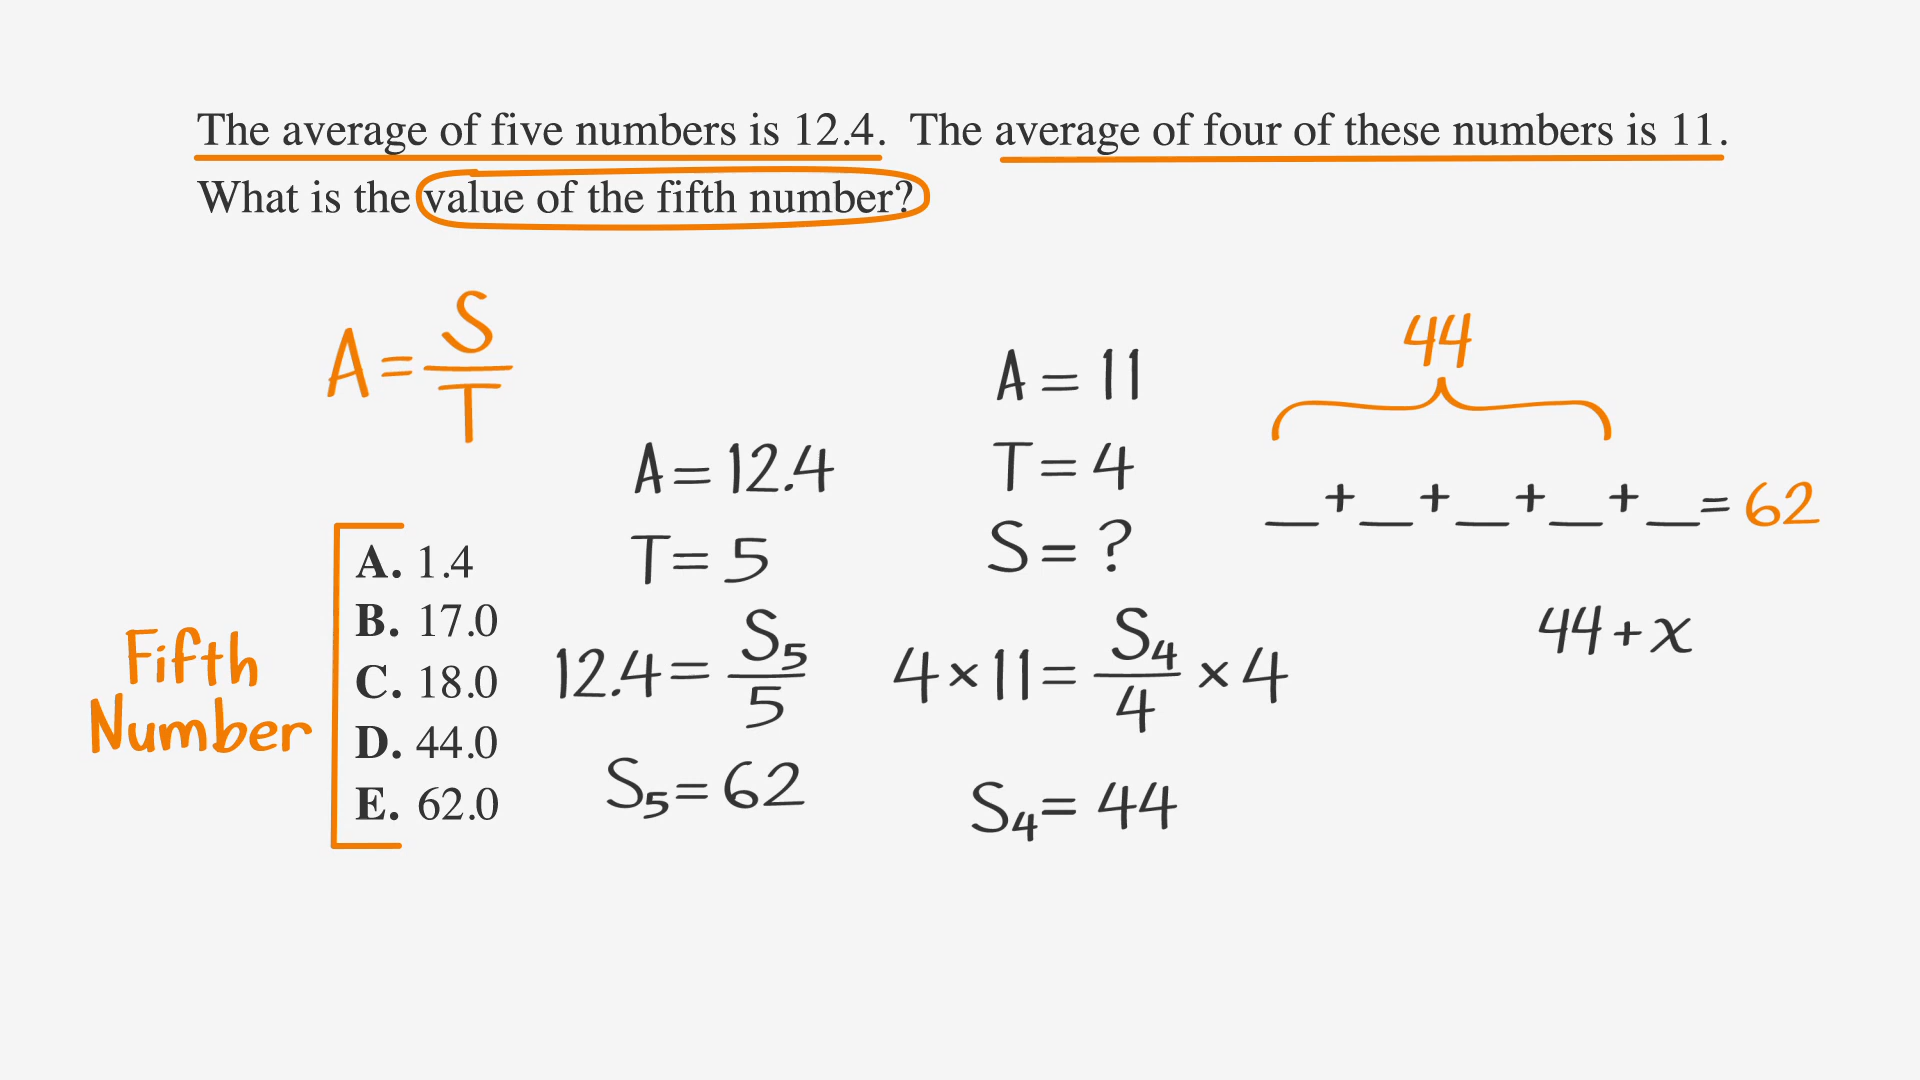 The average of five numbers is 12.4. The average of four of these numbers is 11.
What is the value of the fifth number?
A = S/T
A. 1.4
B. 17.0
C. 18.0
D. 44.0
E. 62.0
Fifth
Number
A = 12.4
T = 5
12.4 = S₅/5
S₅ = 62
A = 11
T = 4
S = ?
4 × 11 = S₄/4 × 4
S₄ = 44
44
_ + _ + _ + _ + _ = 62
44 + x